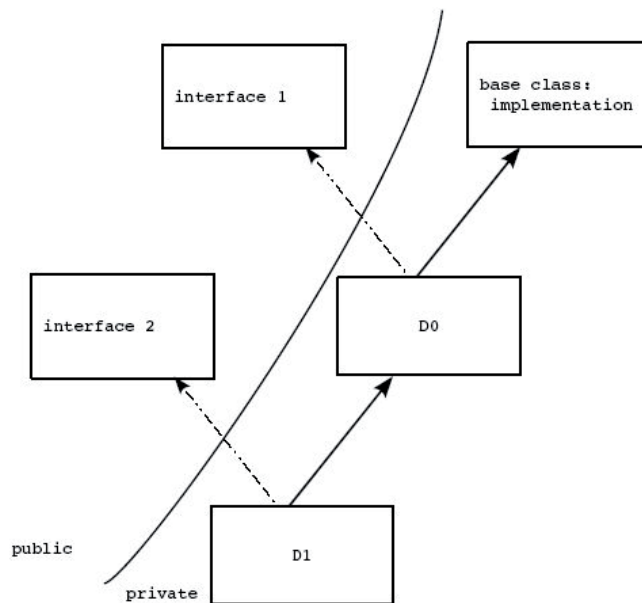 interface 1
base class:
implementation
interface 2
D0
public
D1
private